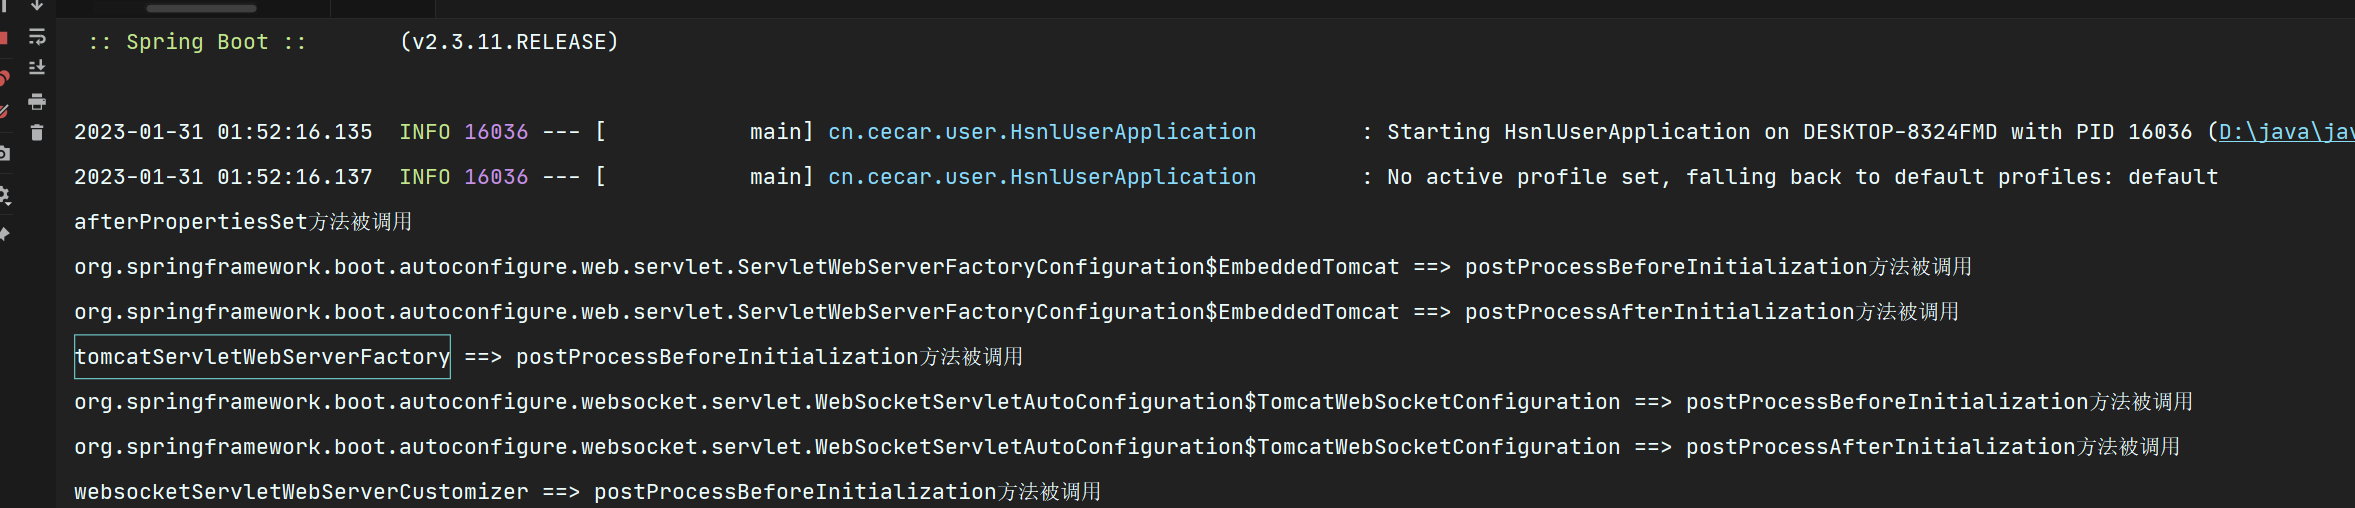 :: Spring Boot ::       (v2.3.11.RELEASE)
2023-01-31 01:52:16.135  INFO 16036 --- [           main] cn.cecar.user.HsnlUserApplication        : Starting HsnlUserApplication on DESKTOP-8324FMD with PID 16036 (D:\java\jav
2023-01-31 01:52:16.137  INFO 16036 --- [           main] cn.cecar.user.HsnlUserApplication        : No active profile set, falling back to default profiles: default
afterPropertiesSet方法被调用
org.springframework.boot.autoconfigure.web.servlet.ServletWebServerFactoryConfiguration$EmbeddedTomcat ==> postProcessBeforeInitialization方法被调用
org.springframework.boot.autoconfigure.web.servlet.ServletWebServerFactoryConfiguration$EmbeddedTomcat ==> postProcessAfterInitialization方法被调用
tomcatServletWebServerFactory ==> postProcessBeforeInitialization方法被调用
org.springframework.boot.autoconfigure.websocket.servlet.WebSocketServletAutoConfiguration$TomcatWebSocketConfiguration ==> postProcessBeforeInitialization方法被调用
org.springframework.boot.autoconfigure.websocket.servlet.WebSocketServletAutoConfiguration$TomcatWebSocketConfiguration ==> postProcessAfterInitialization方法被调用
websocketServletWebServerCustomizer ==> postProcessBeforeInitialization方法被调用